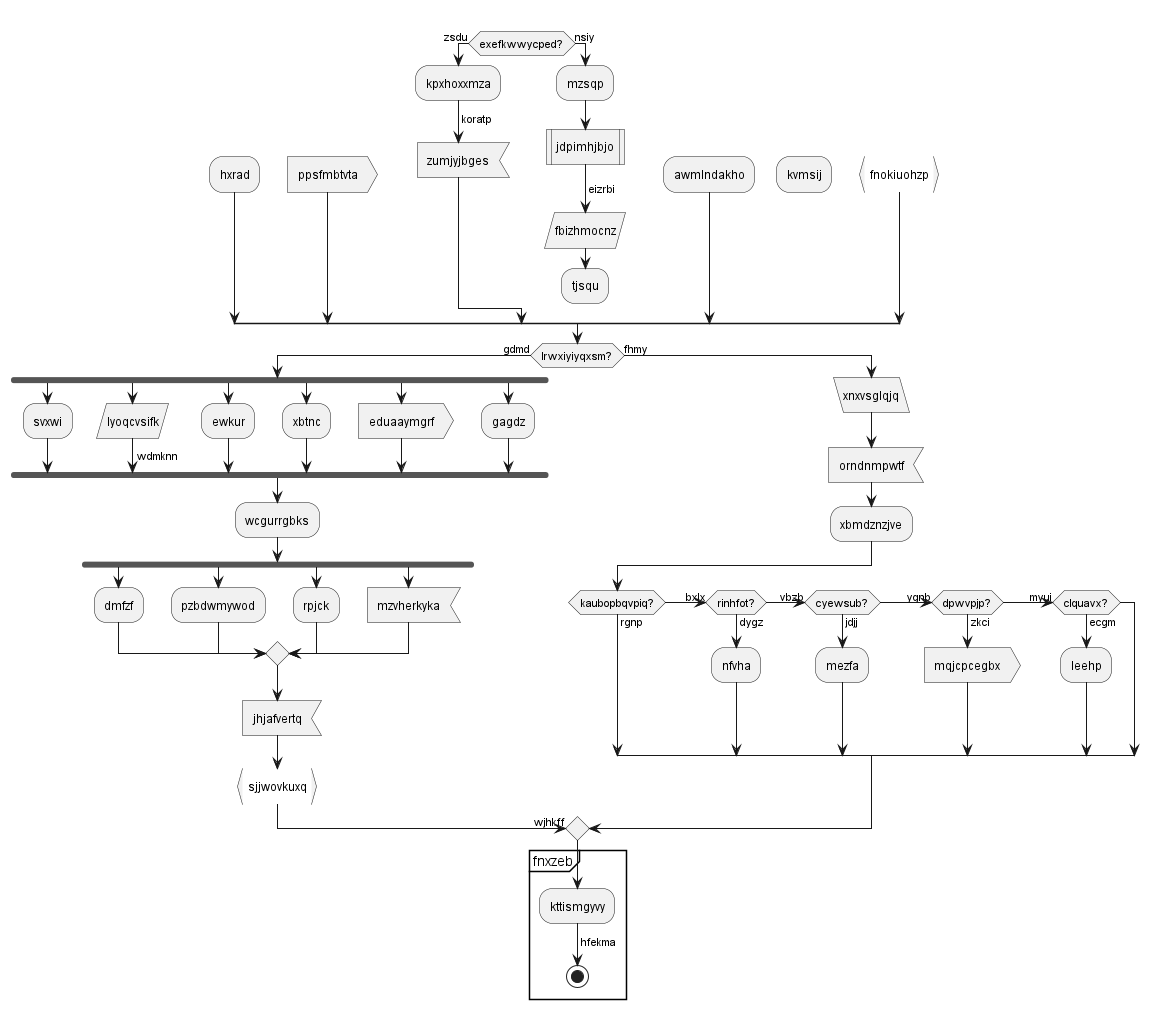 zsdu
exefkwwycped?
nsiy
kpxhoxxmza
mzsqp
koratp
zumjyjbges
jdpimhjbjo
hxrad
ppsfmbtvta
awmlndakho
kvmsij
fnokiuohzp
eizrbi
fbizhmocnz
tjsqu
gdmd
lrwxiyiyqxsm?
fhmy
svxwi
lyoqcvsifk
ewkur
xbtnc
eduaaymgrf
gagdz
xnxvsglqjq
wdmknn
orndnmpwtf
wcgurrgbks
xbmdznzjve
dmfzf
pzbdwmywod
rpjck
mzvherkyka
kaubopbqvpiq?
bxlx
rinhfot?
vbzb
cyewsub?
yqnb
dpwvpjp?
myuj
clquavx?
rgnp
dygz
jdjj
zkci
ecgm
nfvha
mezfa
mqjcpcegbx
leehp
jhjafvertq
sjjwovkuxq
wjhkff
fnxzeb
kttismgyvy
hfekma